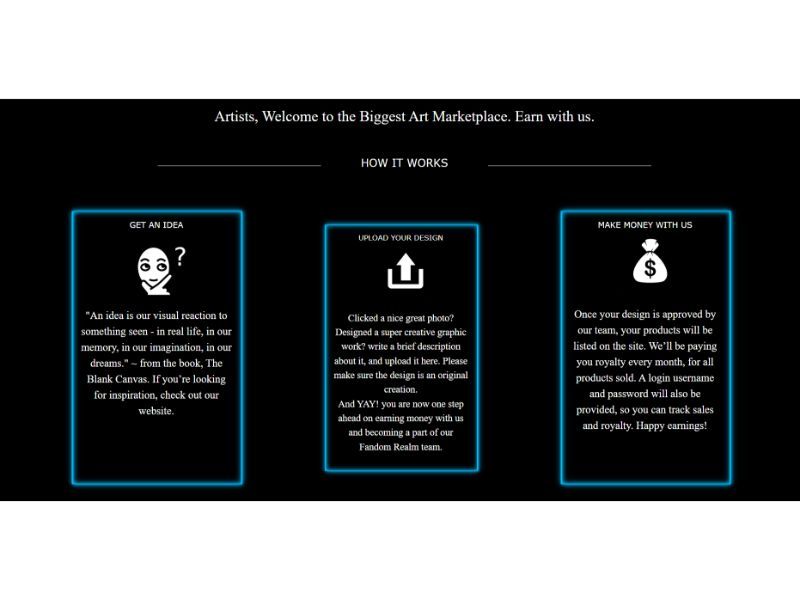 Artists, Welcome to the Biggest Art Marketplace. Earn with us.
HOW IT WORKS
GET AN IDEA
?
"An idea is our visual reaction to
something seen - in real life, in our
memory, in our imagination, in our
dreams." ~ from the book, The
Blank Canvas. If you're looking
for inspiration, check out our
website.
UPLOAD YOUR DESIGN
Clicked a nice great photo?
Designed a super creative graphic
work? write a brief description
about it, and upload it here. Please
make sure the design is an original
creation.
And YAY! you are now one step
ahead on earning money with us
and becoming a part of our
Fandom Realm team.
MAKE MONEY WITH US
$
Once your design is approved by
our team, your products will be
listed on the site. We'll be paying
you royalty every month, for all
products sold. A login username
and password will also be
provided, so you can track sales
and royalty. Happy earnings!